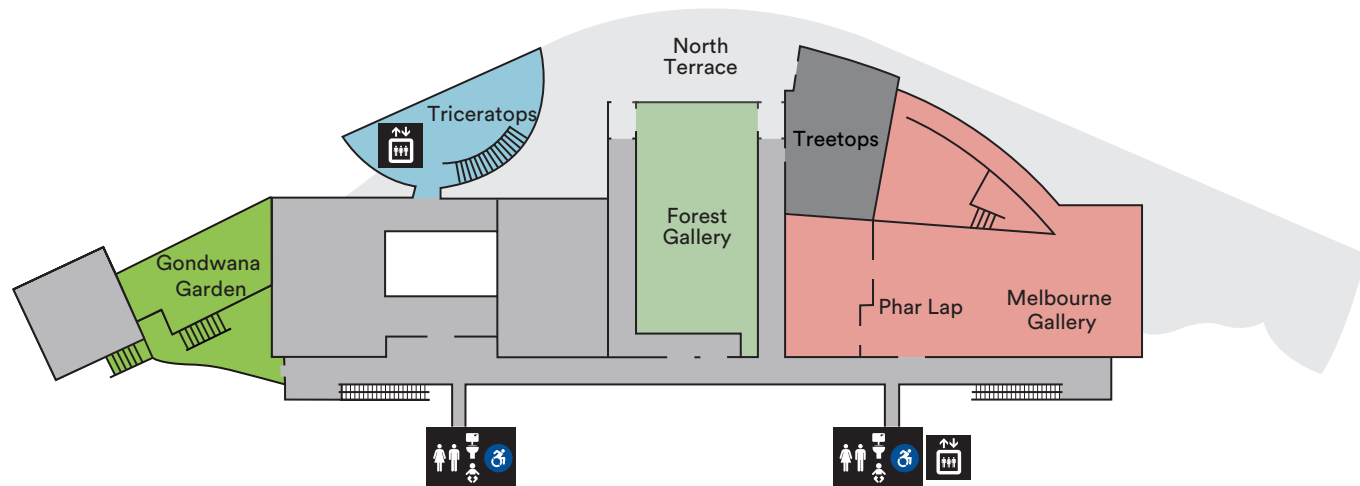 North
Terrace
Triceratops
Treetops
Forest
Gallery
Gondwana
Garden
Phar Lap
Melbourne
Gallery